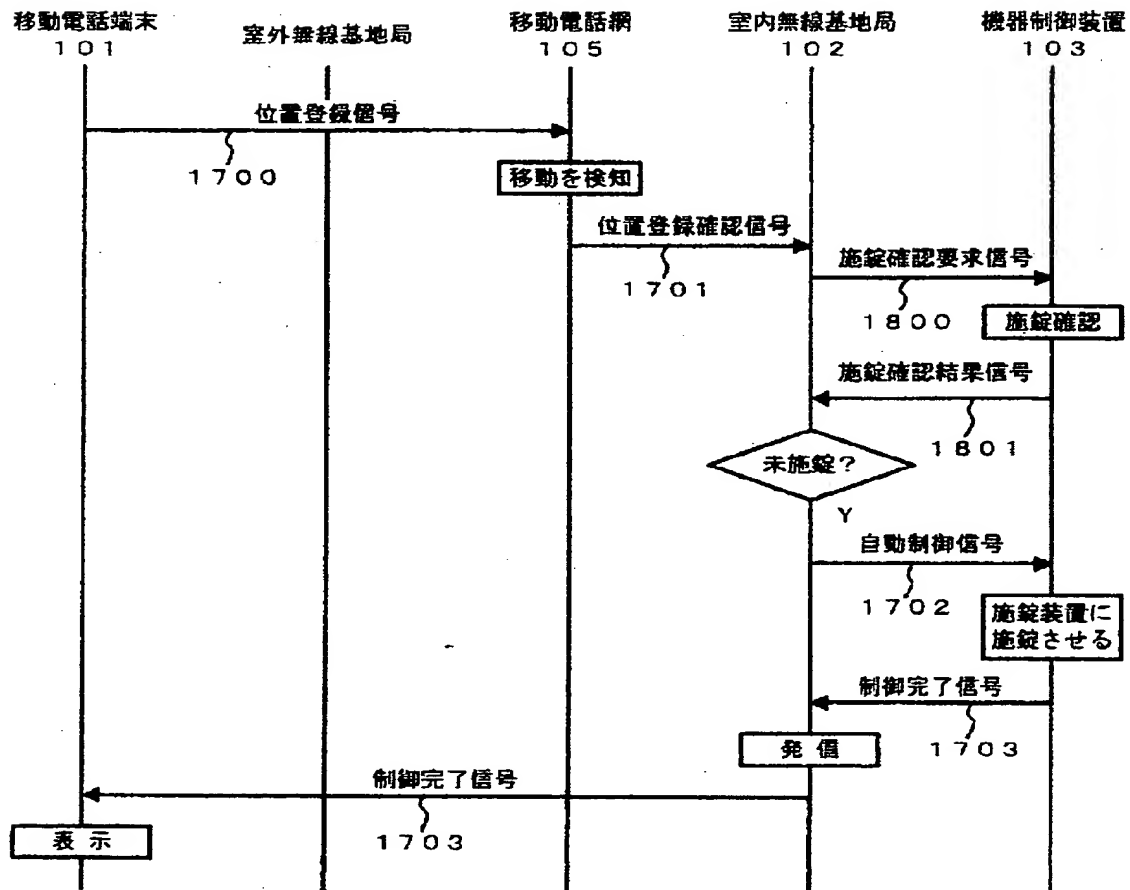 移動電話端末
101
室外無線基地局
移動電話網
105
室内無線基地局
102
機器制御装置
103
位置登録信号
1700
移動を検知
位置登録確認信号
1701
施錠確認要求信号
1800
施錠確認
施錠確認結果信号
1801
未施錠?
Y
自動制御信号
1702
施錠装置に
施錠させる
制御完了信号
1703
発信
制御完了信号
1703
表示